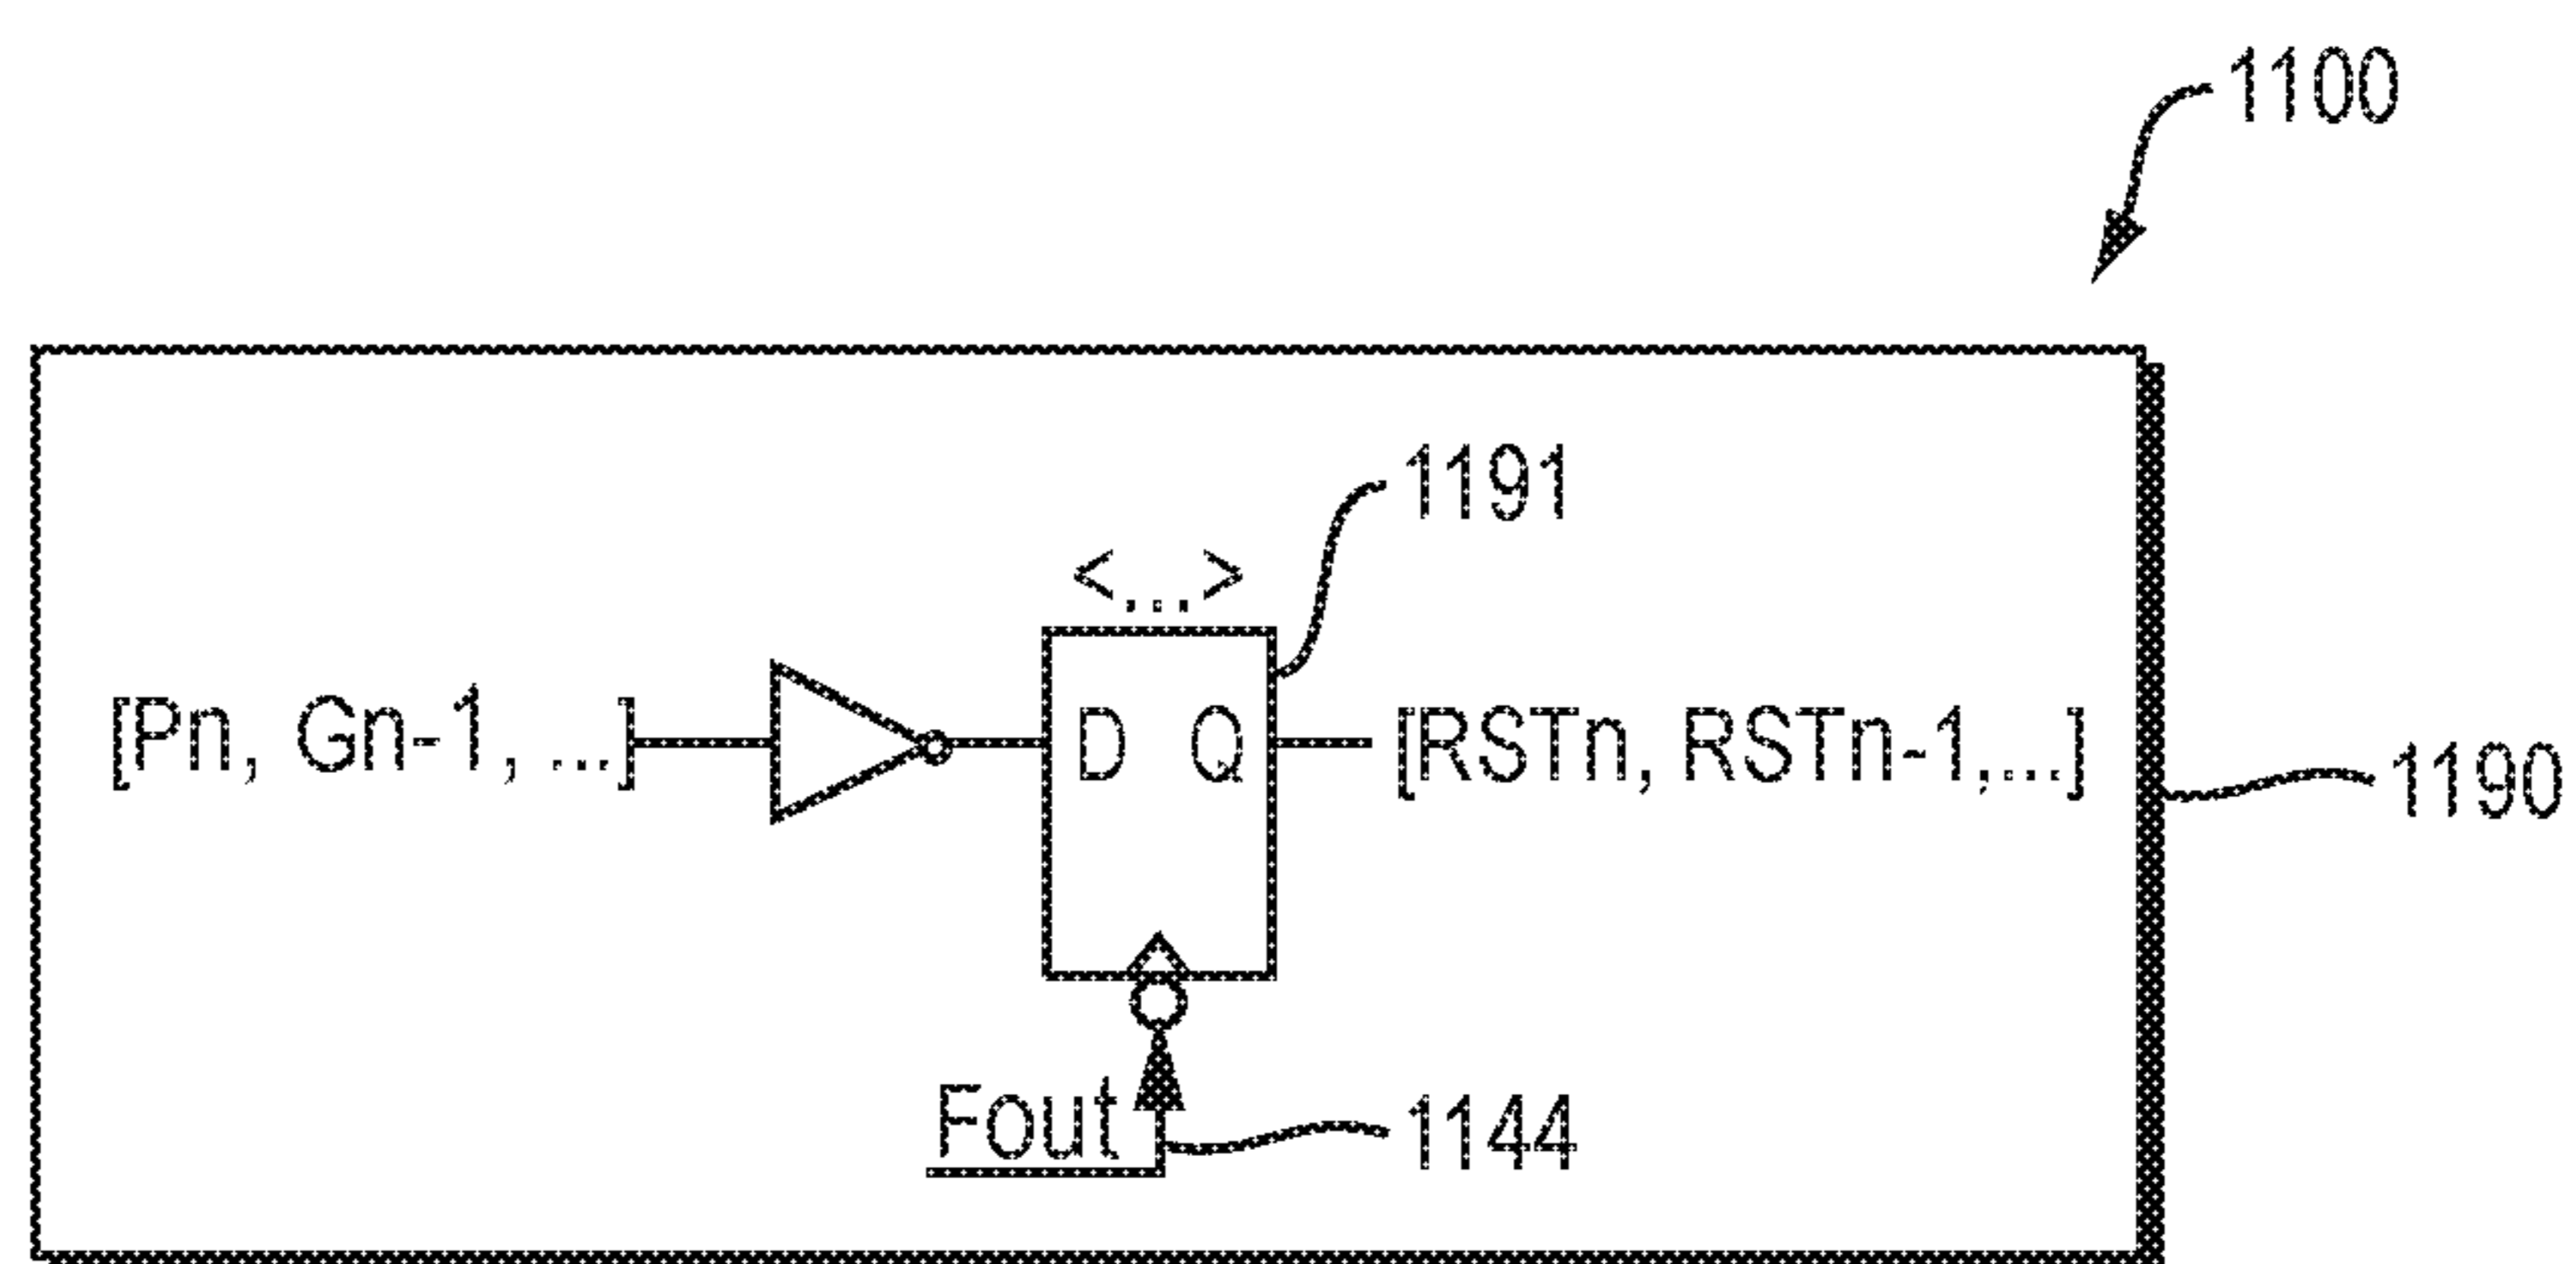 1100
1191
<...>
[Pn, Gn-1, ...]
D Q
[RSTn, RSTn-1,...]
1190
Fout
1144